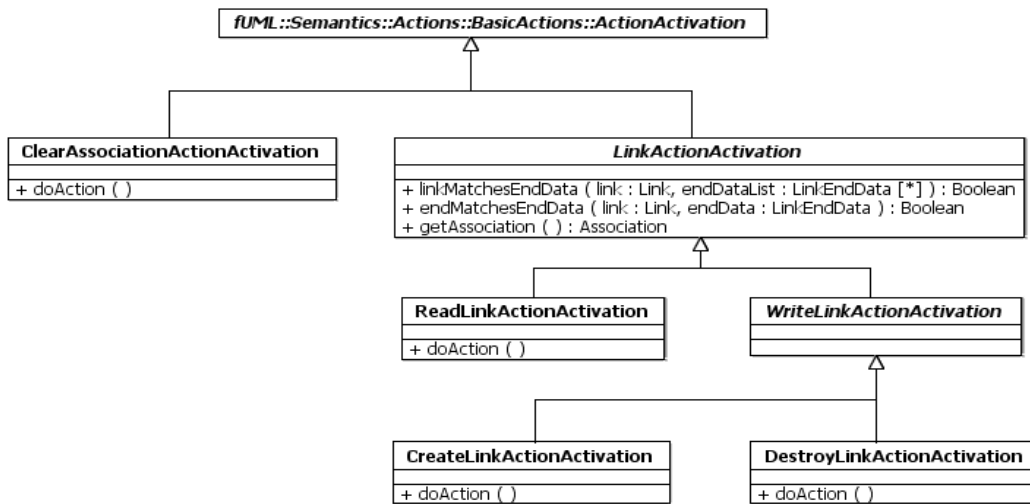 fUML::Semantics::Actions::BasicActions::ActionActivation
ClearAssociationActionActivation
+ doAction ( )
LinkActionActivation
+ linkMatchesEndData ( link : Link, endDataList : LinkEndData [*] ) : Boolean
+ endMatchesEndData ( link : Link, endData : LinkEndData ) : Boolean
+ getAssociation ( ) : Association
ReadLinkActionActivation
+ doAction ( )
WriteLinkActionActivation
CreateLinkActionActivation
+ doAction ( )
DestroyLinkActionActivation
+ doAction ( )